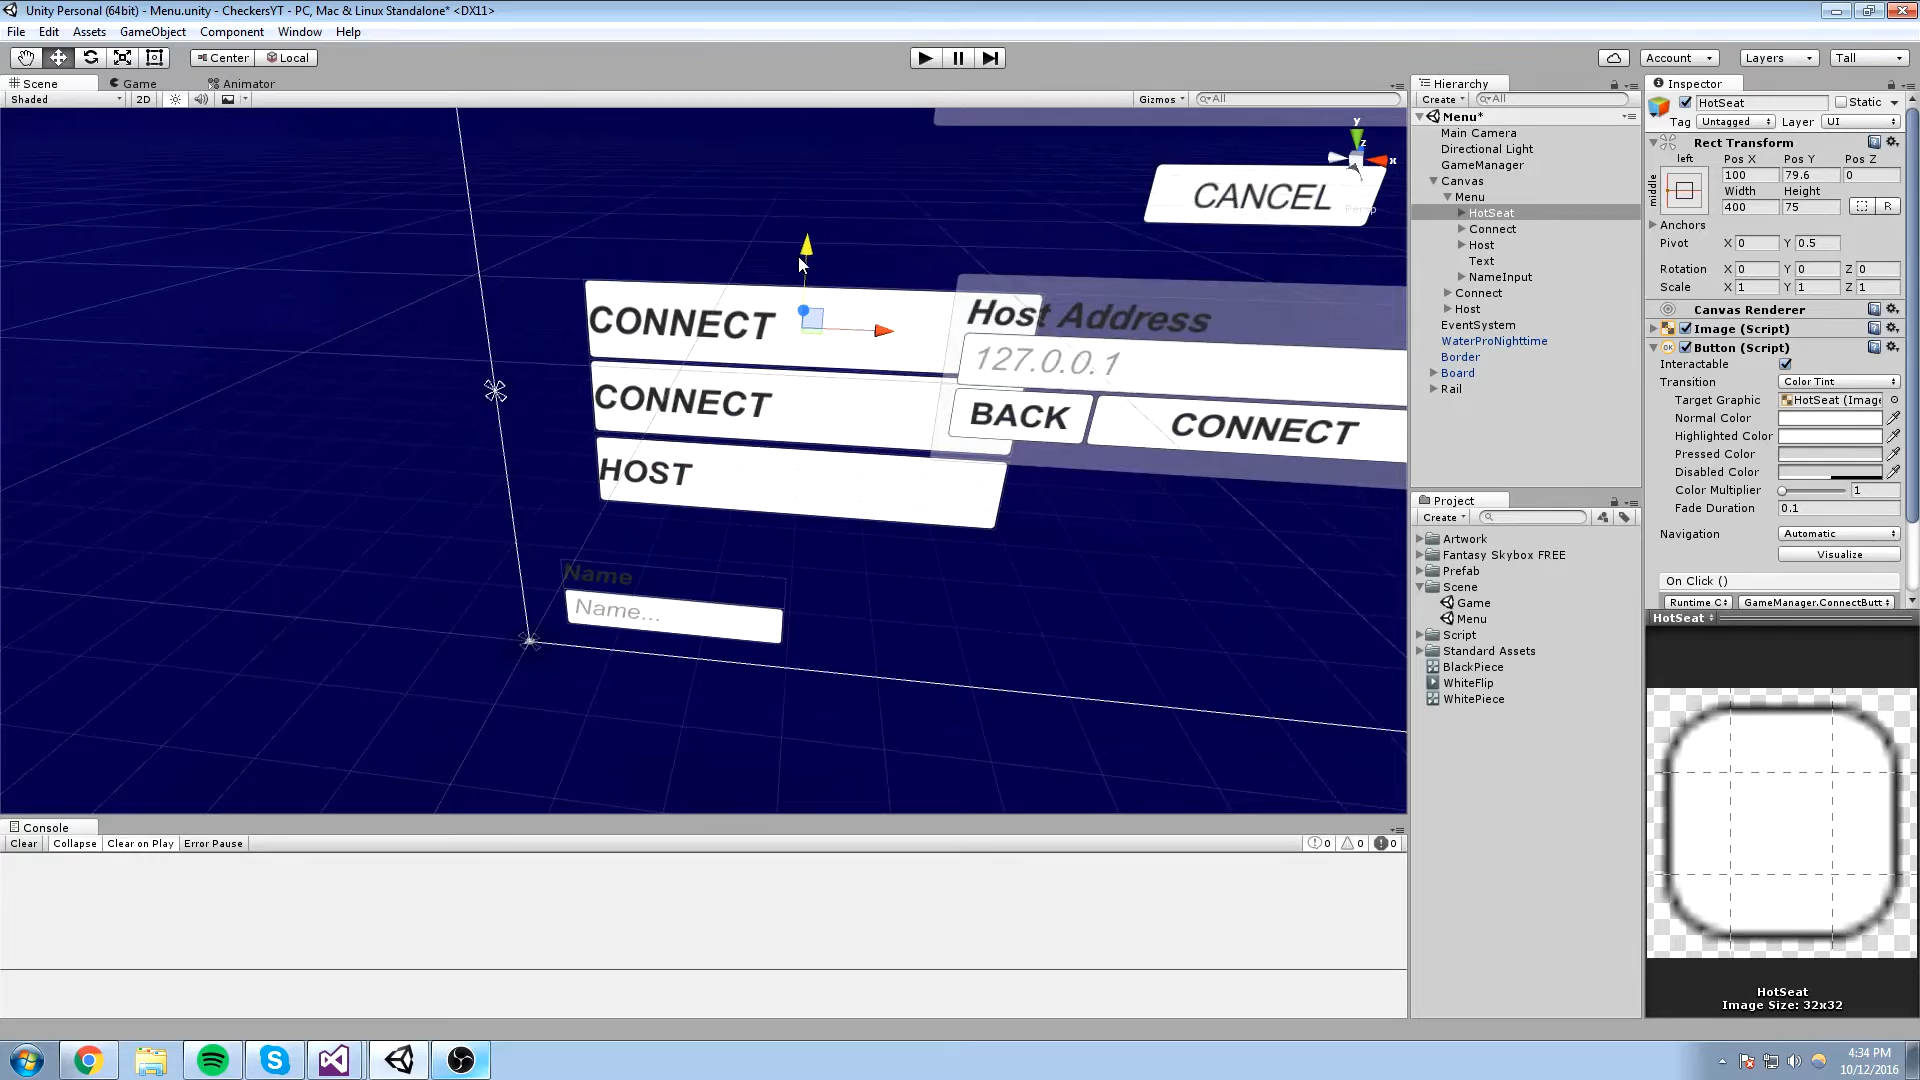 Unity Personal (64bit) - Menu.unity - CheckersYT - PC, Mac & Linux Standalone* <DX11>
File Edit Assets GameObject Component Window Help
Center Local Account Layers Tall
Scene Game Animator
Shaded 2D Gizmos All
CANCEL
Persp
y
z
x
CONNECT
CONNECT
HOST
Host Address
127.0.0.1
BACK CONNECT
Name
Name...
Console
Clear Collapse Clear on Play Error Pause 0 0 0
Hierarchy
Create All
Menu*
Main Camera
Directional Light
GameManager
Canvas
Menu
HotSeat
Connect
Host
Text
NameInput
Connect
Host
EventSystem
WaterProNighttime
Border
Board
Rail
Project
Create
Artwork
Fantasy Skybox FREE
Prefab
Scene
Game
Menu
Script
Standard Assets
BlackPiece
WhiteFlip
WhitePiece
Inspector
HotSeat Static
Tag Untagged Layer UI
Rect Transform
left Pos X Pos Y Pos Z
middle 100 79.6 0
Width Height
400 75 R
Anchors
Pivot X 0 Y 0.5
Rotation X 0 Y 0 Z 0
Scale X 1 Y 1 Z 1
Canvas Renderer
Image (Script)
OK Button (Script)
Interactable
Transition Color Tint
Target Graphic HotSeat (Image
Normal Color
Highlighted Color
Pressed Color
Disabled Color
Color Multiplier 1
Fade Duration 0.1
Navigation Automatic
Visualize
On Click ()
Runtime C GameManager.ConnectButt
HotSeat
HotSeat
Image Size: 32x32
4:34 PM
10/12/2016